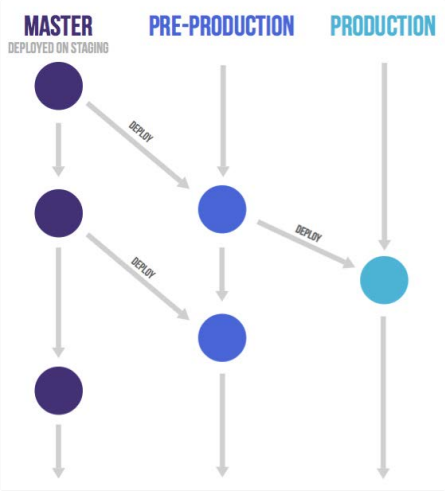 MASTER
DEPLOYED ON STAGING
PRE-PRODUCTION
PRODUCTION
DEPLOY
DEPLOY
DEPLOY